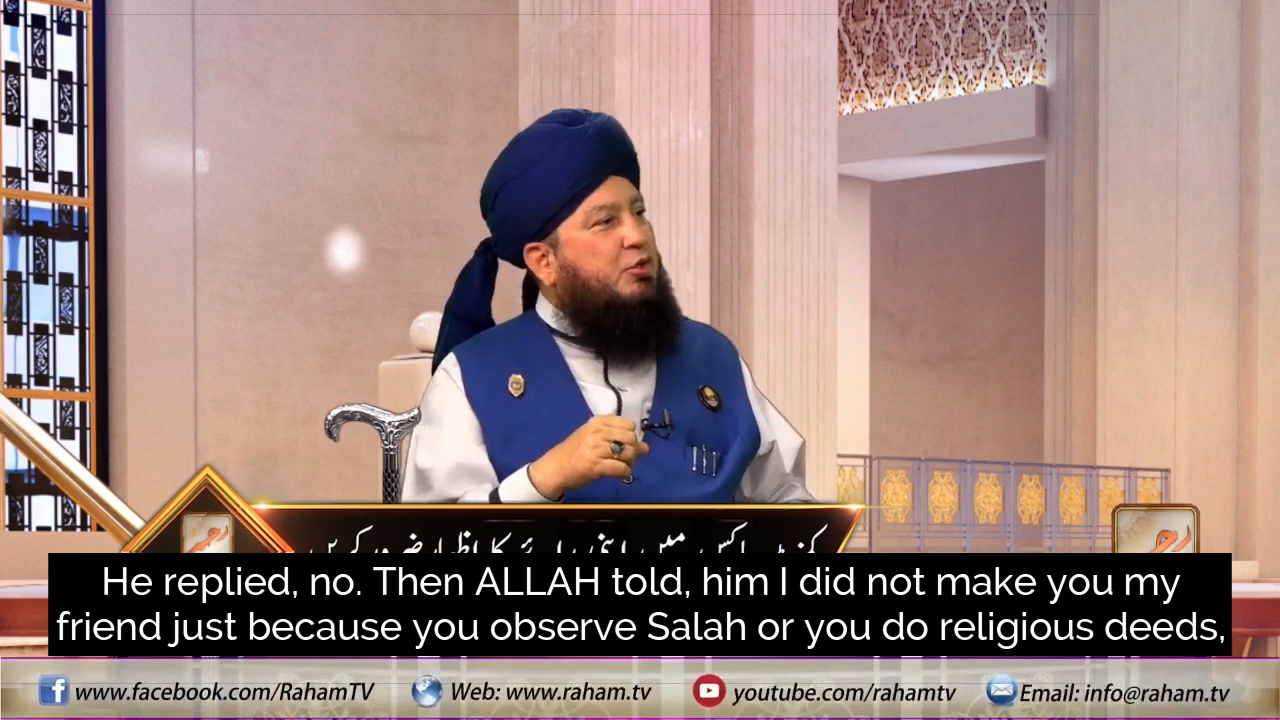 He replied, no. Then ALLAH told, him I did not make you my
friend just because you observe Salah or you do religious deeds,
www.facebook.com/RahamTV Web: www.raham.tv youtube.com/rahamtv Email: info@raham.tv